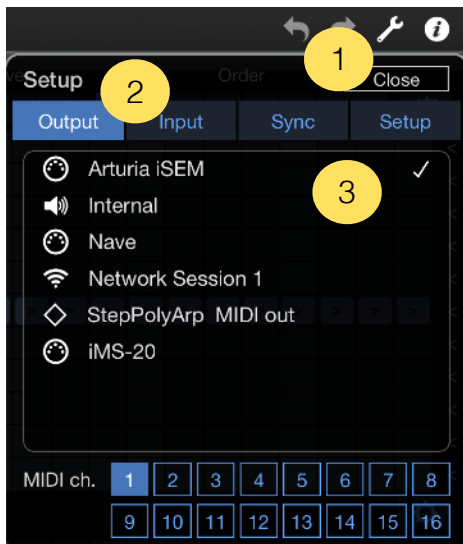 1
Setup
Order
Close
2
Output Input Sync Setup
Arturia iSEM
3
Internal
Nave
Network Session 1
StepPolyArp MIDI out
iMS-20
MIDI ch. 1 2 3 4 5 6 7 8
9 10 11 12 13 14 15 16